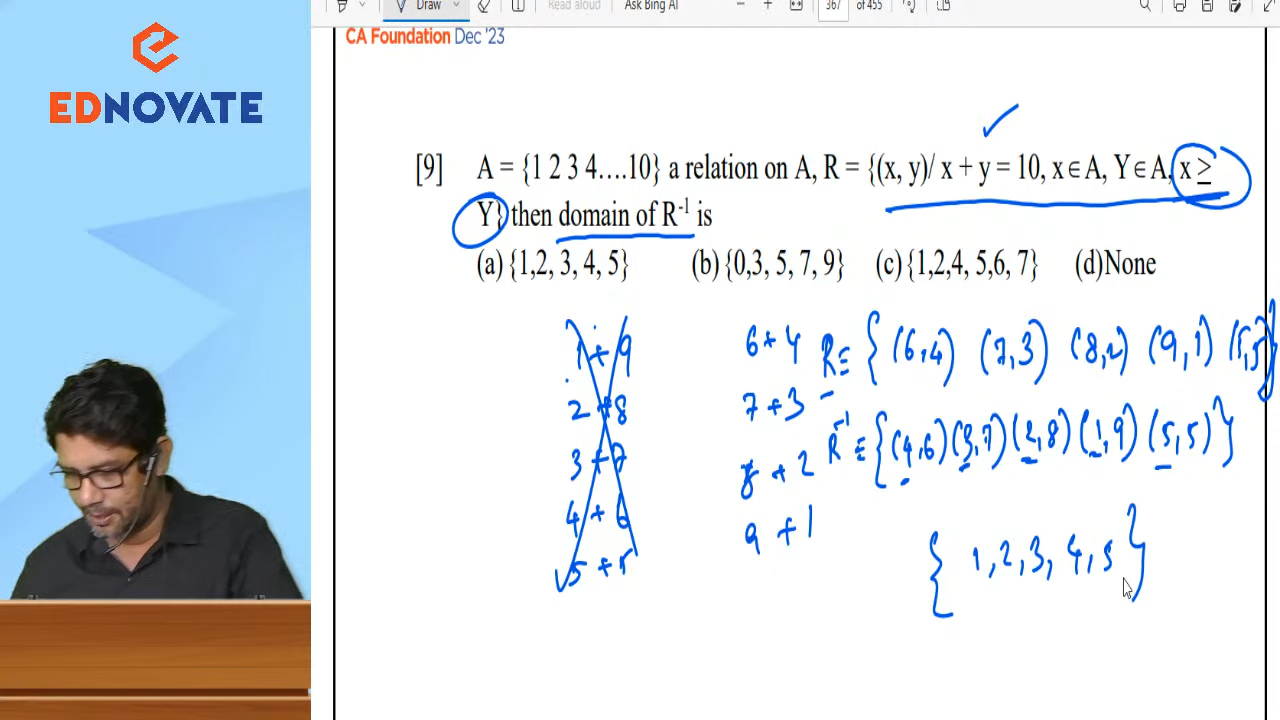 Draw
Read aloud
Ask Bing AI
367 of 455
CA Foundation Dec '23
EDNOVATE
[9] A = {1 2 3 4….10} a relation on A, R = {(x, y)/ x + y = 10, x ∈ A, Y ∈ A, x ≥
Y} then domain of R⁻¹ is
(a) {1,2, 3, 4, 5} (b) {0,3, 5, 7, 9} (c) {1,2,4, 5,6, 7} (d)None
1 + 9
2 + 8
3 + 7
4 + 6
5 + 5
6 + 4
7 + 3
8 + 2
9 + 1
R ≡ { (6,4) (7,3) (8,2) (9,1) (5,5) }
R⁻¹ ≡ { (4,6) (3,7) (2,8) (1,9) (5,5) }
{ 1, 2, 3, 4, 5 }